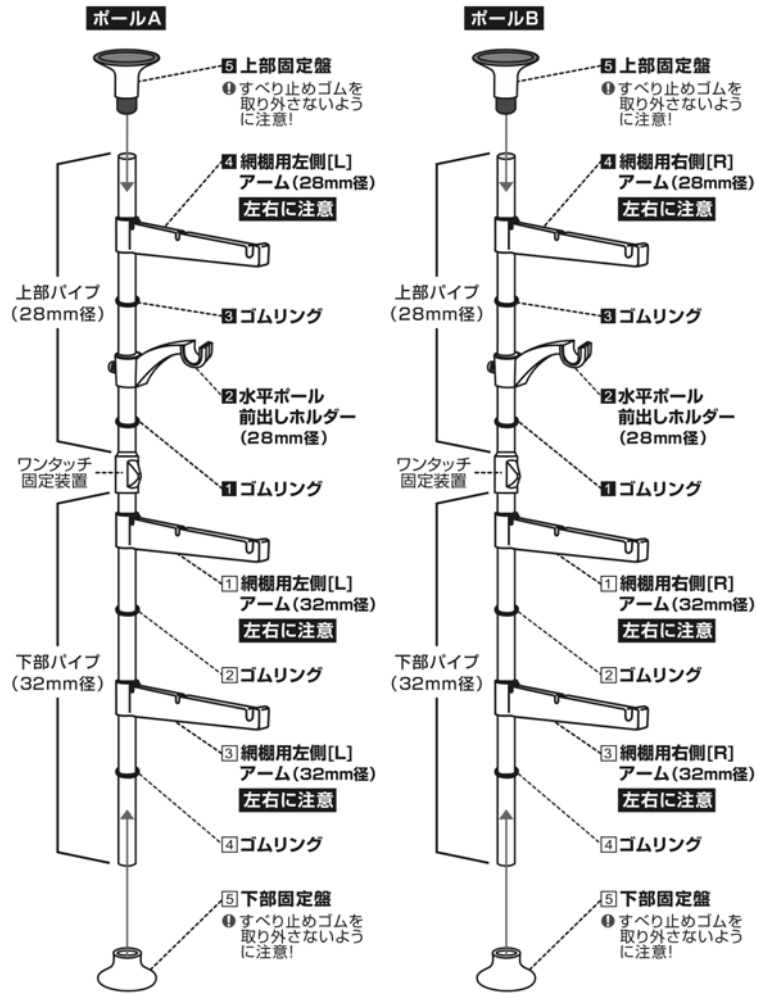 ポールA
5 上部固定盤
! すべり止めゴムを
取り外さないよう
に注意!
4 網棚用左側[L]
アーム(28mm径)
左右に注意
上部パイプ
(28mm径)
3 ゴムリング
2 水平ポール
前出しホルダー
(28mm径)
ワンタッチ
固定装置
1 ゴムリング
1 網棚用左側[L]
アーム(32mm径)
左右に注意
下部パイプ
(32mm径)
2 ゴムリング
3 網棚用左側[L]
アーム(32mm径)
左右に注意
4 ゴムリング
5 下部固定盤
! すべり止めゴムを
取り外さないよう
に注意!
ポールB
5 上部固定盤
! すべり止めゴムを
取り外さないよう
に注意!
4 網棚用右側[R]
アーム(28mm径)
左右に注意
上部パイプ
(28mm径)
3 ゴムリング
2 水平ポール
前出しホルダー
(28mm径)
ワンタッチ
固定装置
1 ゴムリング
1 網棚用右側[R]
アーム(32mm径)
左右に注意
下部パイプ
(32mm径)
2 ゴムリング
3 網棚用右側[R]
アーム(32mm径)
左右に注意
4 ゴムリング
5 下部固定盤
! すべり止めゴムを
取り外さないよう
に注意!